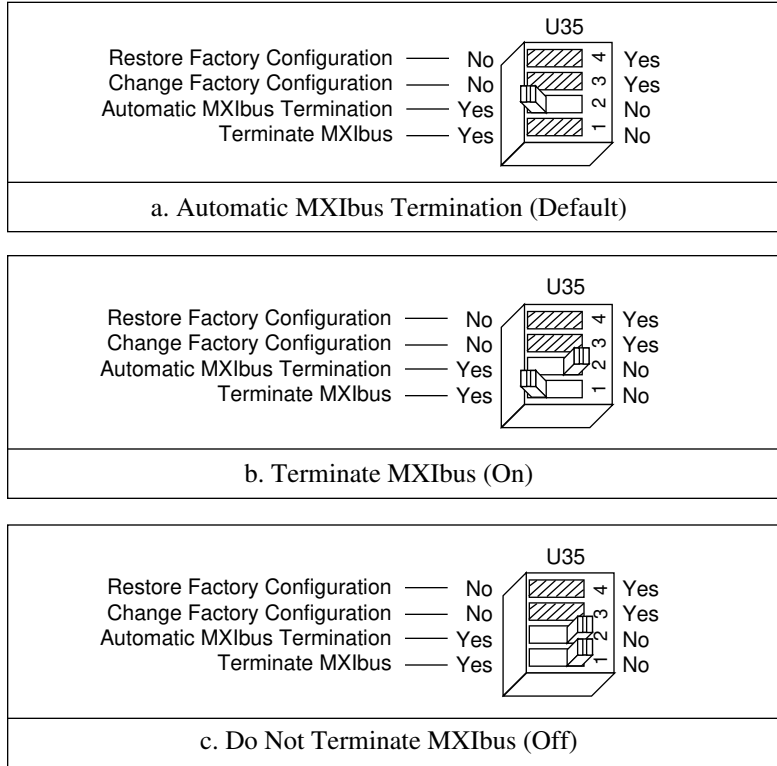 U35
Restore Factory Configuration No 4 Yes
Change Factory Configuration No 3 Yes
Automatic MXIbus Termination Yes 2 No
Terminate MXIbus Yes 1 No
a. Automatic MXIbus Termination (Default)
U35
Restore Factory Configuration No 4 Yes
Change Factory Configuration No 3 Yes
Automatic MXIbus Termination Yes 2 No
Terminate MXIbus Yes 1 No
b. Terminate MXIbus (On)
U35
Restore Factory Configuration No 4 Yes
Change Factory Configuration No 3 Yes
Automatic MXIbus Termination Yes 2 No
Terminate MXIbus Yes 1 No
c. Do Not Terminate MXIbus (Off)